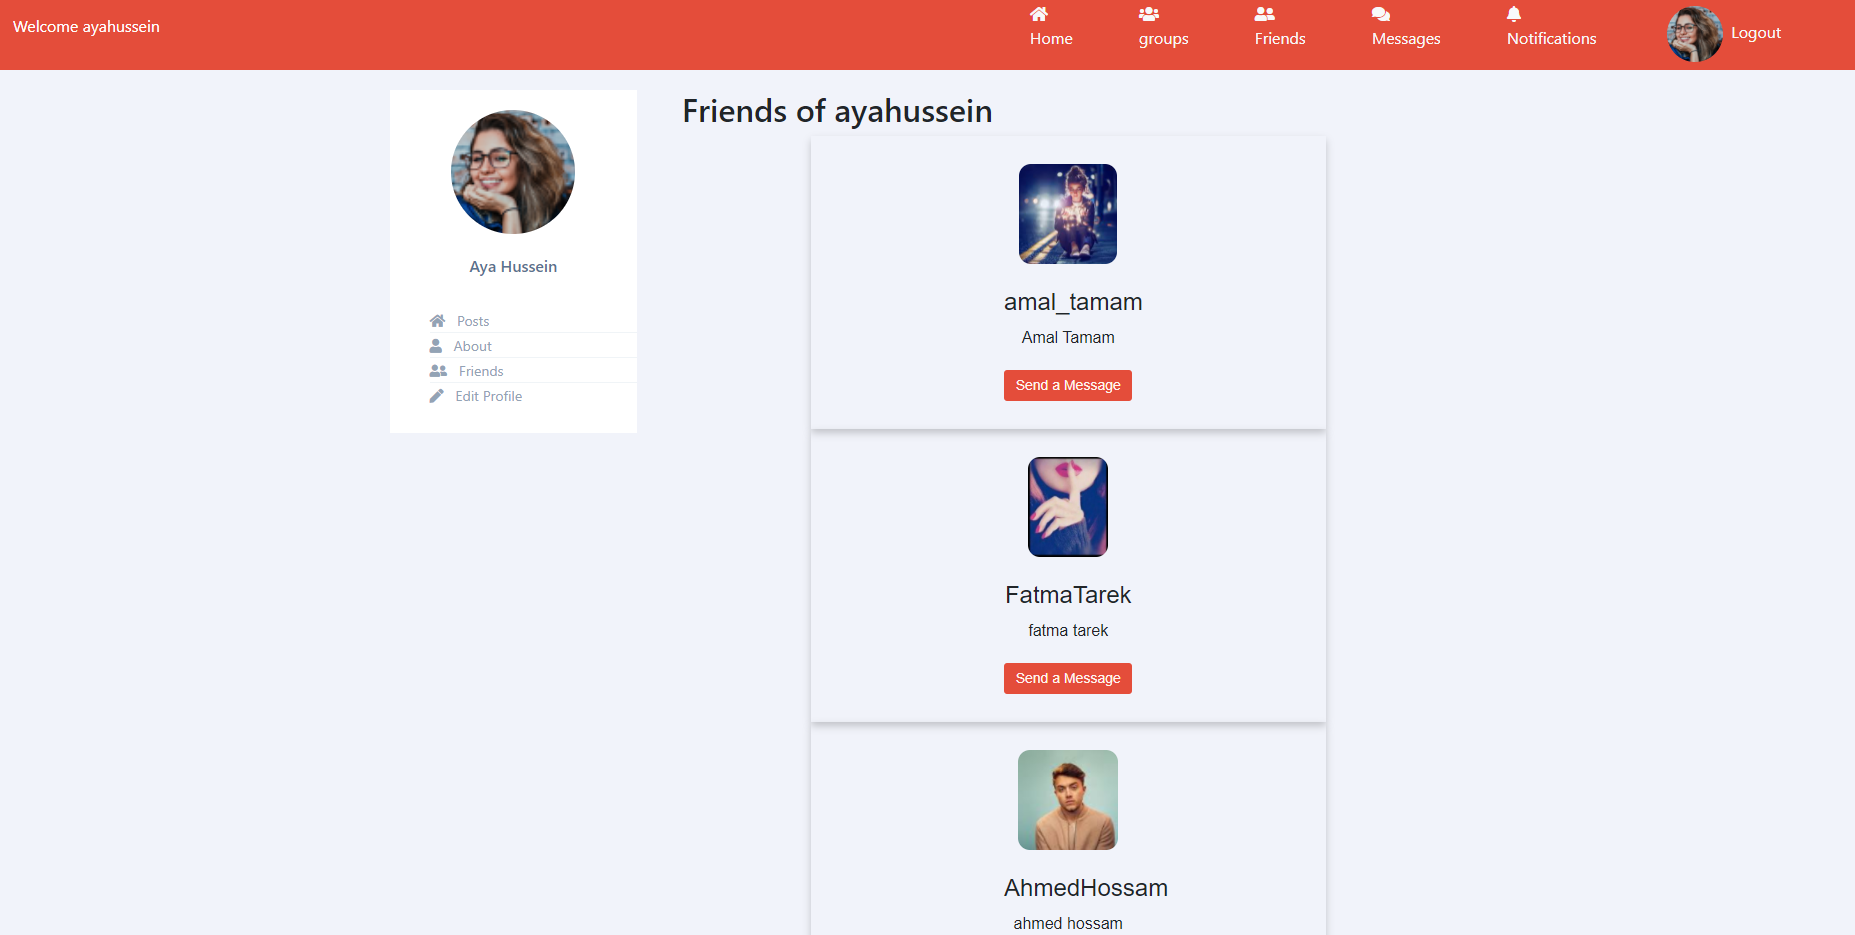 Welcome ayahussein
Home
groups
Friends
Messages
Notifications
Logout
Aya Hussein
Posts
About
Friends
Edit Profile
Friends of ayahussein
amal_tamam
Amal Tamam
Send a Message
FatmaTarek
fatma tarek
Send a Message
AhmedHossam
ahmed hossam